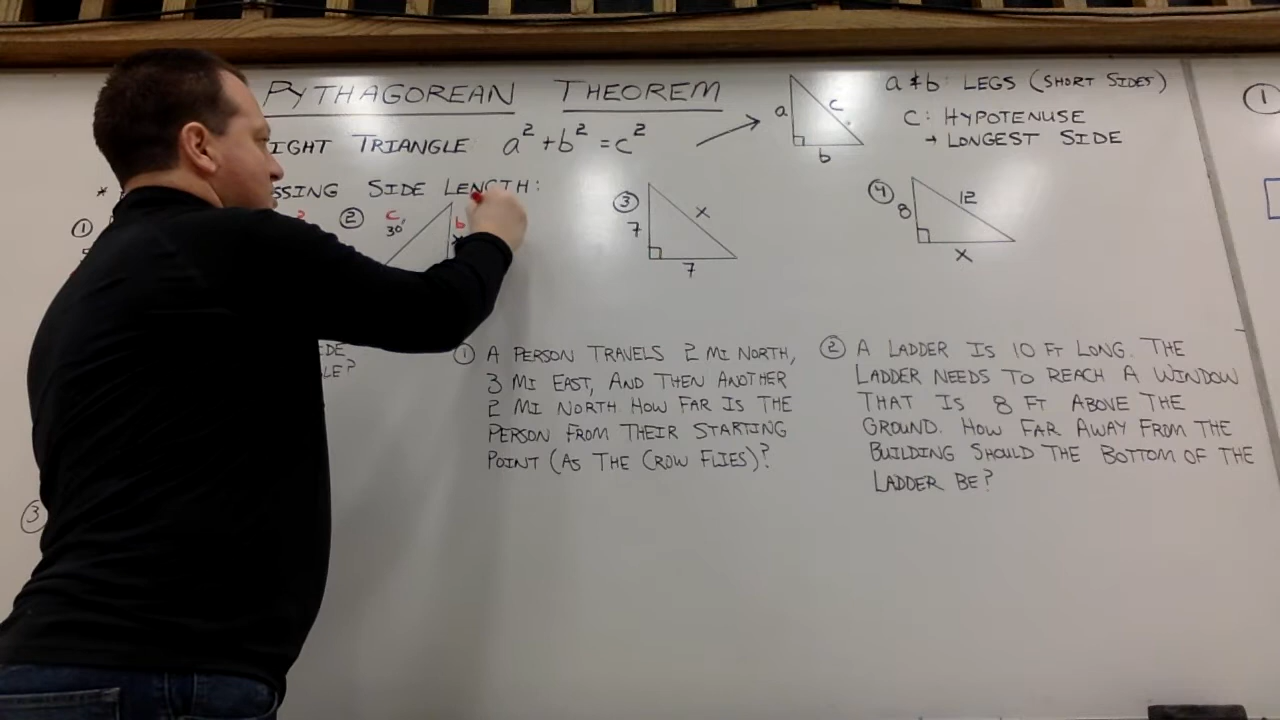 PYTHAGOREAN THEOREM
IGHT TRIANGLE a² + b² = c²
a
c
b
a & b: LEGS (SHORT SIDES)
C: HYPOTENUSE
→ LONGEST SIDE
*
SSING SIDE LENGTH:
①
② c 30' b
③ 7 x 7
④ 8 12 x
①
IDE
LE?
① A PERSON TRAVELS 2 MI NORTH,
3 MI EAST, AND THEN ANOTHER
2 MI NORTH. HOW FAR IS THE
PERSON FROM THEIR STARTING
POINT (AS THE CROW FLIES)?
② A LADDER IS 10 FT LONG. THE
LADDER NEEDS TO REACH A WINDOW
THAT IS 8 FT ABOVE THE
GROUND. HOW FAR AWAY FROM THE
BUILDING SHOULD THE BOTTOM OF THE
LADDER BE?
③